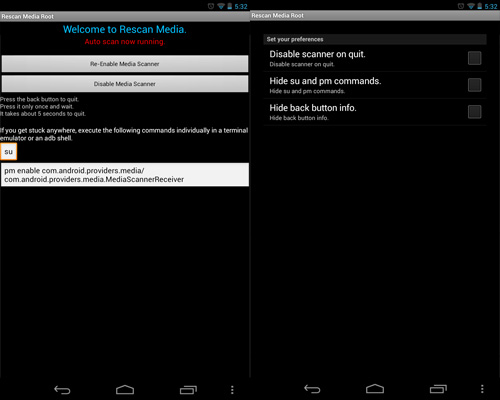 5:32
Rescan Media Root
Welcome to Rescan Media.
Auto scan now running.
Re-Enable Media Scanner
Disable Media Scanner
Press the back button to quit.
Press it only once and wait.
It takes about 5 seconds to quit.
If you get stuck anywhere, execute the following commands individually in a terminal
emulator or an adb shell.
su
pm enable com.android.providers.media/
com.android.providers.media.MediaScannerReceiver
5:32
Rescan Media Root
Set your preferences
Disable scanner on quit.
Disable scanner on quit.
Hide su and pm commands.
Hide su and pm commands.
Hide back button info.
Hide back button info.